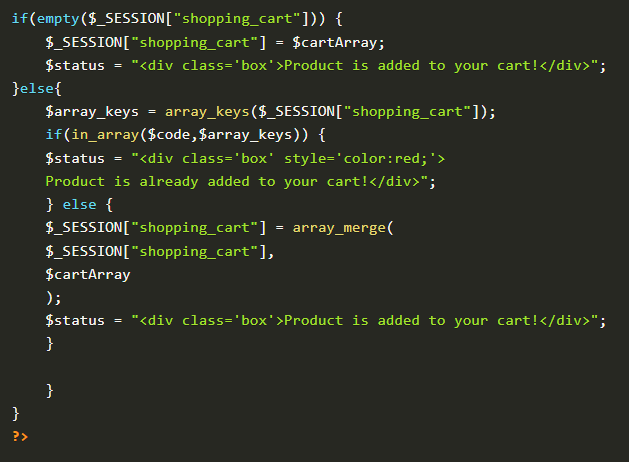 if(empty($_SESSION["shopping_cart"])) {
    $_SESSION["shopping_cart"] = $cartArray;
    $status = "<div class='box'>Product is added to your cart!</div>";
}else{
    $array_keys = array_keys($_SESSION["shopping_cart"]);
    if(in_array($code,$array_keys)) {
    $status = "<div class='box' style='color:red;'>
    Product is already added to your cart!</div>";
    } else {
    $_SESSION["shopping_cart"] = array_merge(
    $_SESSION["shopping_cart"],
    $cartArray
    );
    $status = "<div class='box'>Product is added to your cart!</div>";
    }
    }
}
?>